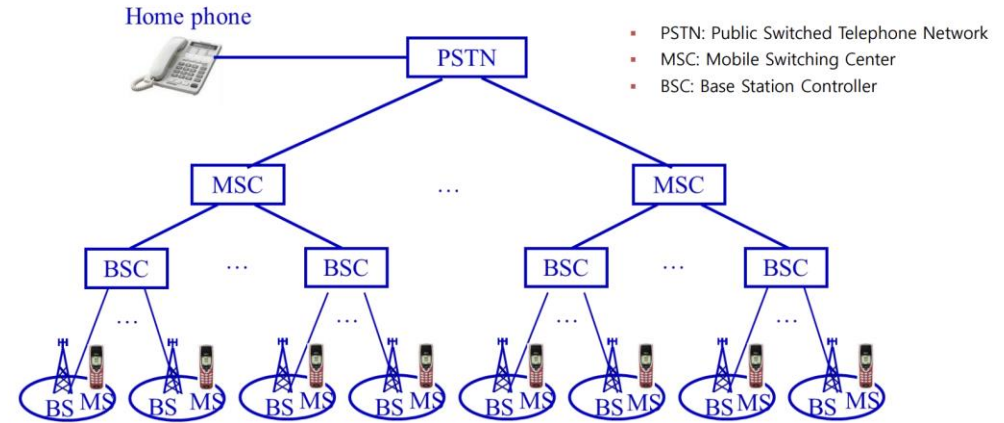 Home phone
PSTN
▪ PSTN: Public Switched Telephone Network
▪ MSC: Mobile Switching Center
▪ BSC: Base Station Controller
MSC ... MSC
BSC ... BSC BSC ... BSC
... ... ... ...
BS MS BS MS BS MS BS MS BS MS BS MS BS MS BS MS